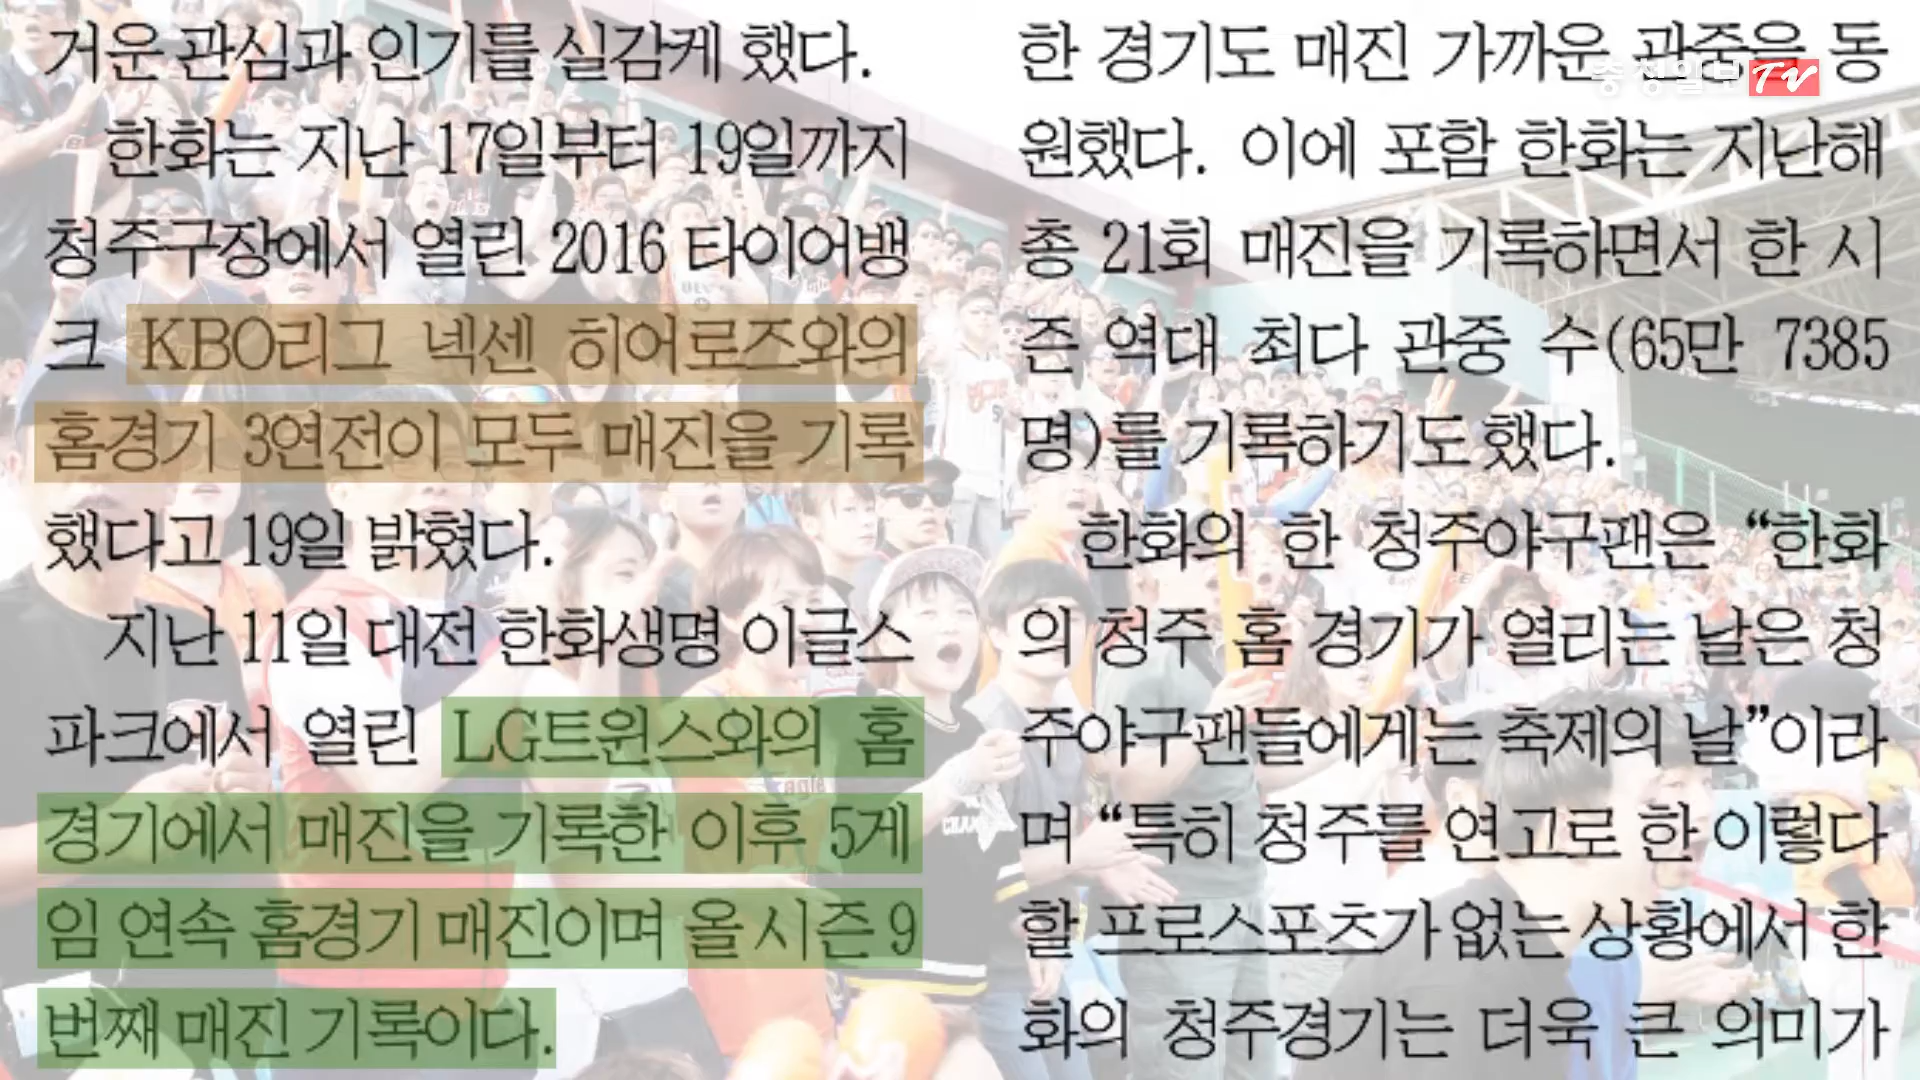 거운 관심과 인기를 실감케 했다.
한화는 지난 17일부터 19일까지
청주구장에서 열린 2016 타이어뱅
크 KBO리그 넥센 히어로즈와의
홈경기 3연전이 모두 매진을 기록
했다고 19일 밝혔다.
지난 11일 대전 한화생명 이글스
파크에서 열린 LG트윈스와의 홈
경기에서 매진을 기록한 이후 5게
임 연속 홈경기 매진이며 올 시즌 9
번째 매진 기록이다.
한 경기도 매진 가까운 관중을 동
원했다. 이에 포함 한화는 지난해
총 21회 매진을 기록하면서 한 시
즌 역대 최다 관중 수(65만 7385
명)를 기록하기도 했다.
한화의 한 청주야구팬은 “한화
의 청주 홈 경기가 열리는 날은 청
주야구팬들에게는 축제의 날”이라
며 “특히 청주를 연고로 한 이렇다
할 프로스포츠가 없는 상황에서 한
화의 청주경기는 더욱 큰 의미가
충청일보TV